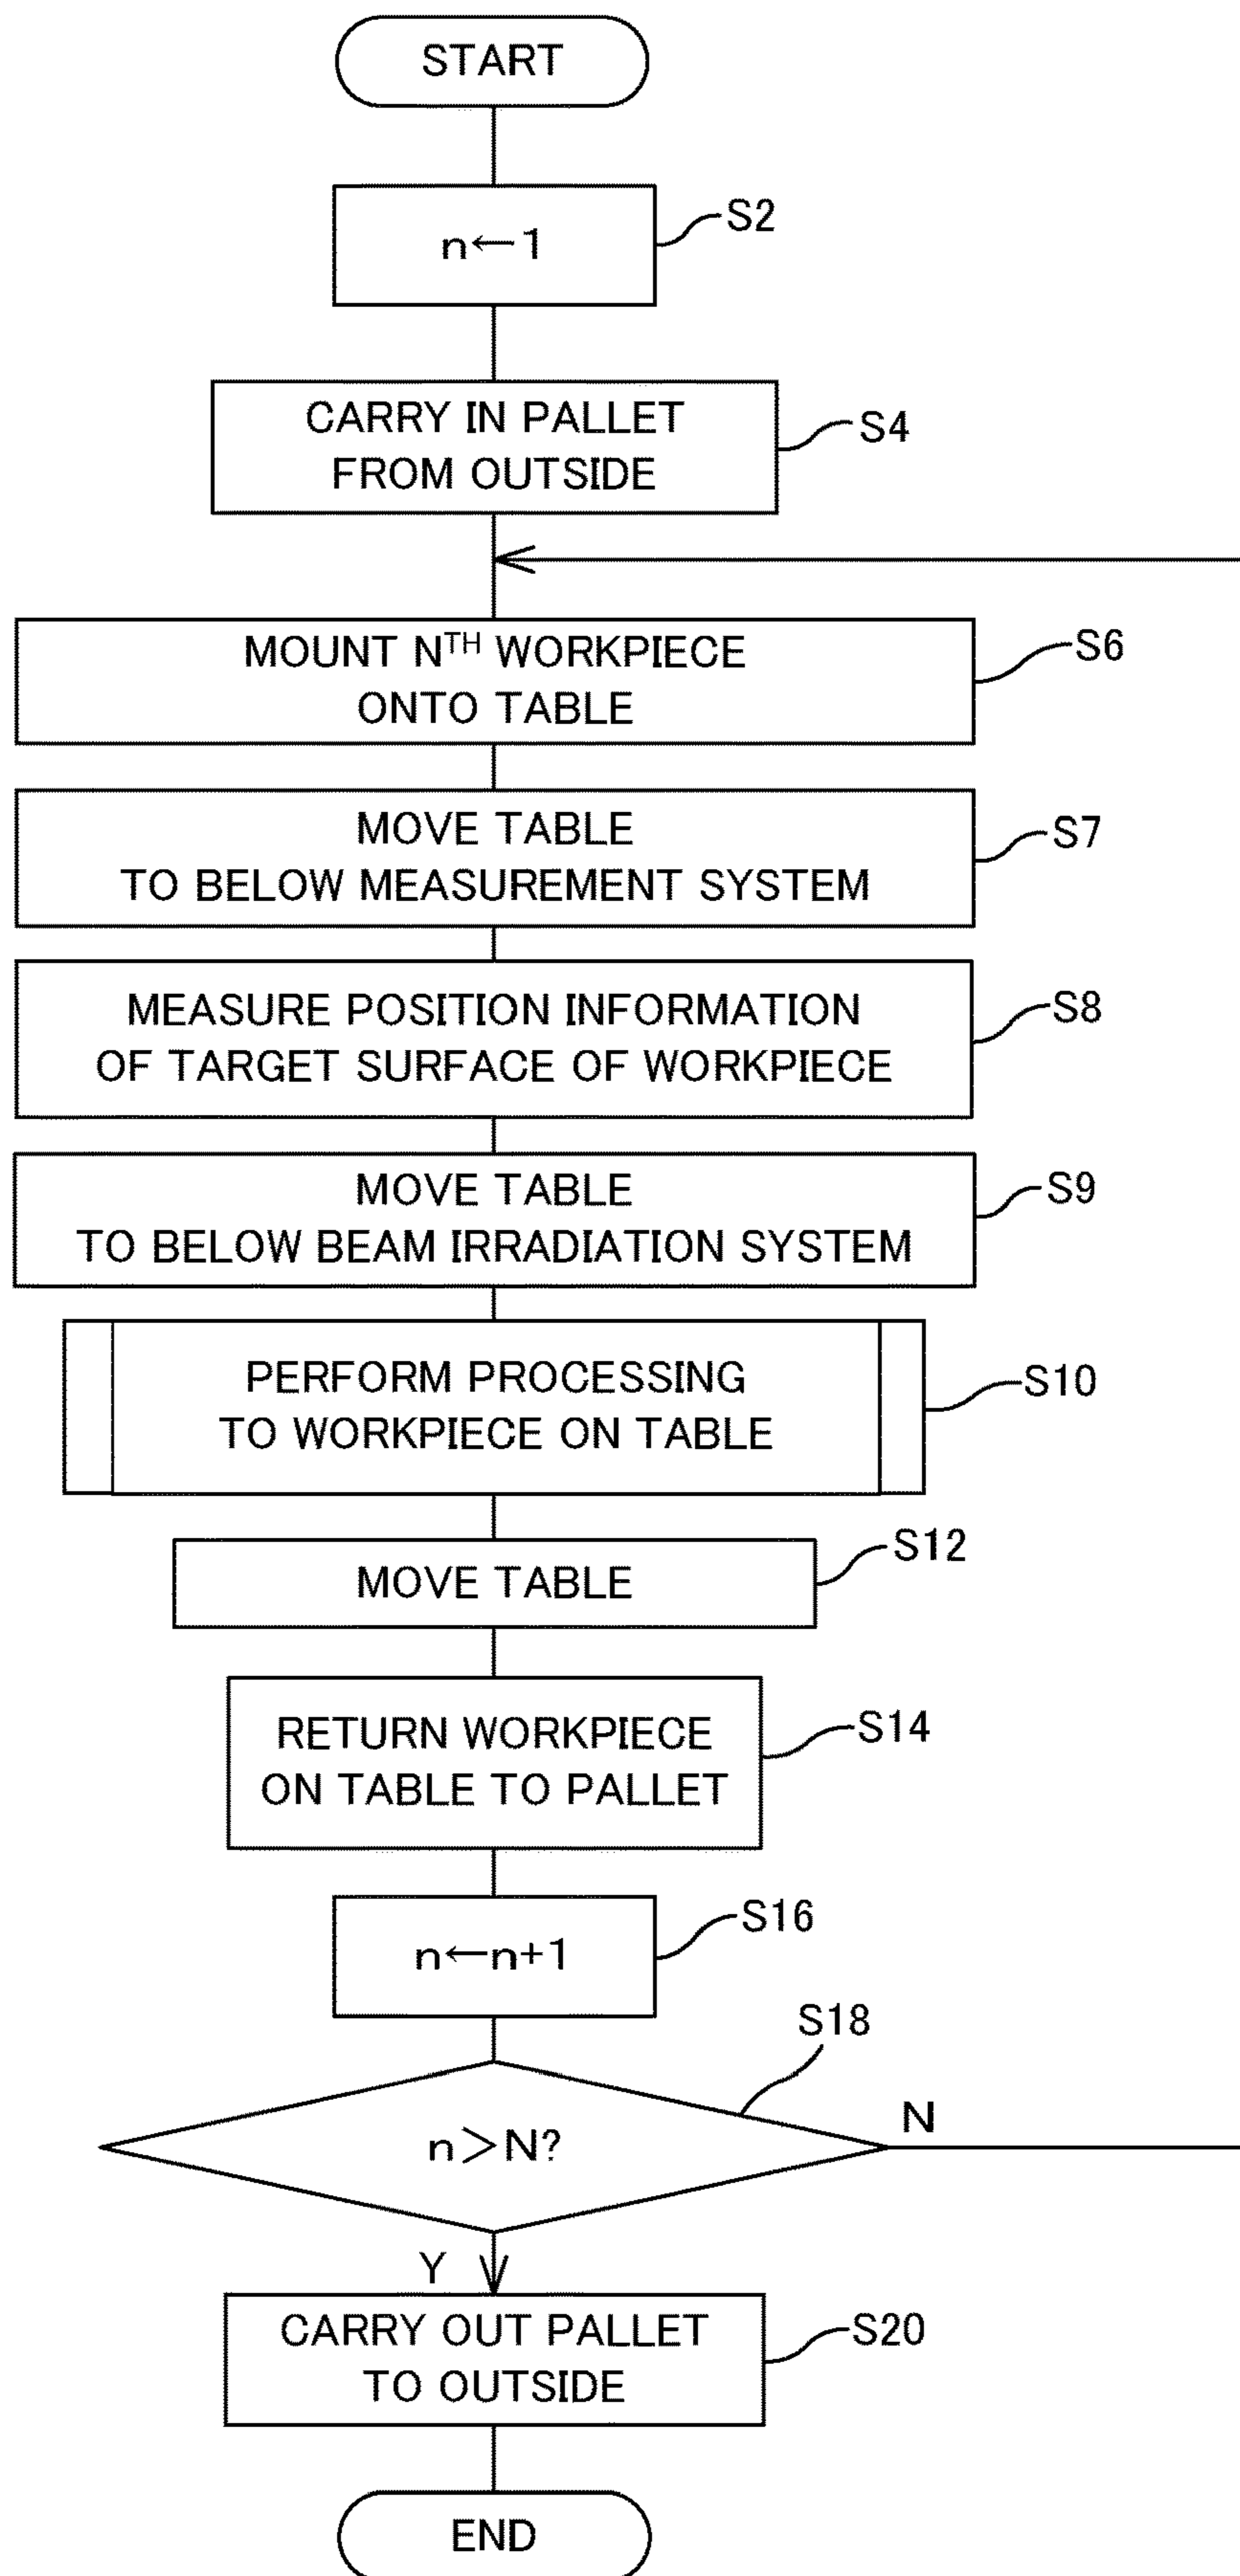 START
n←1
S2
CARRY IN PALLET
FROM OUTSIDE
S4
MOUNT NTH WORKPIECE
ONTO TABLE
S6
MOVE TABLE
TO BELOW MEASUREMENT SYSTEM
S7
MEASURE POSITION INFORMATION
OF TARGET SURFACE OF WORKPIECE
S8
MOVE TABLE
TO BELOW BEAM IRRADIATION SYSTEM
S9
PERFORM PROCESSING
TO WORKPIECE ON TABLE
S10
MOVE TABLE
S12
RETURN WORKPIECE
ON TABLE TO PALLET
S14
n←n+1
S16
S18
n>N?
N
Y
CARRY OUT PALLET
TO OUTSIDE
S20
END